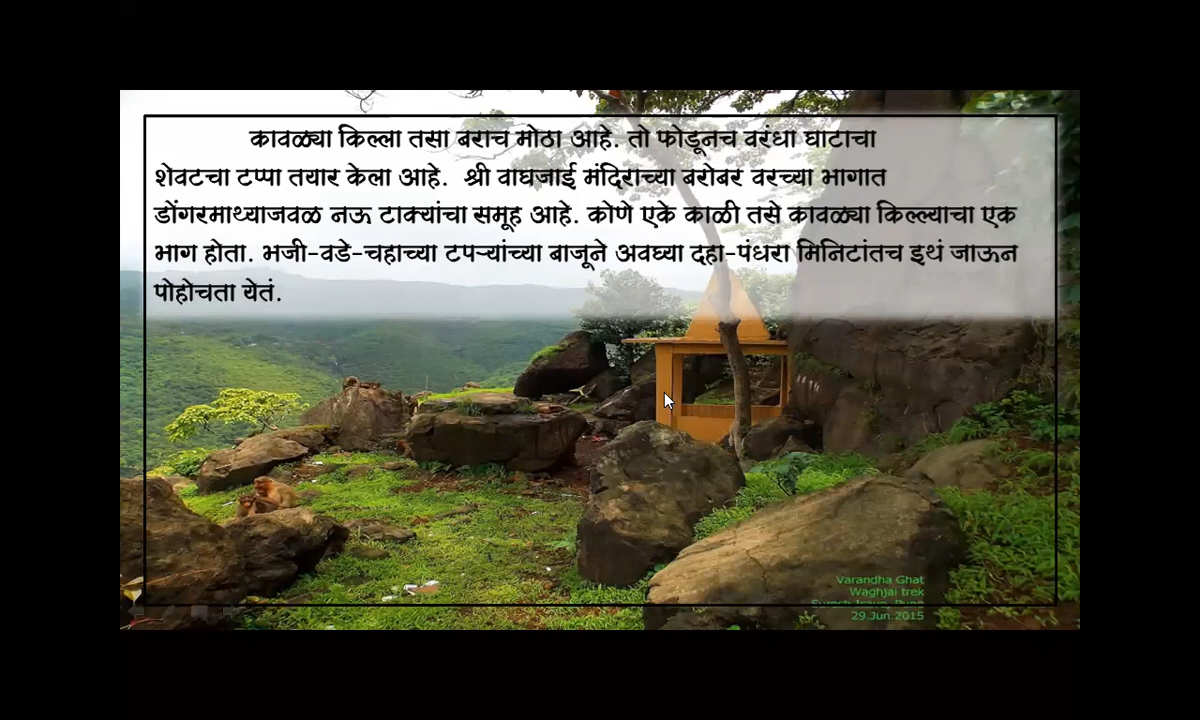 कावळ्या किल्ला तसा बराच मोठा आहे. तो फोडूनच वरंधा घाटाचा
शेवटचा टप्पा तयार केला आहे. श्री वाघजाई मंदिराच्या बरोबर वरच्या भागात
डोंगरमाथ्याजवळ नऊ टाक्यांचा समूह आहे. कोणे एके काळी तसे कावळ्या किल्ल्याचा एक
भाग होता. भजी-वडे-चहाच्या टपऱ्यांच्या बाजूने अवघ्या दहा-पंधरा मिनिटांतच इथं जाऊन
पोहोचता येतं.
Varandha Ghat
Waghjai trek
Suresh
29.Jun.2015